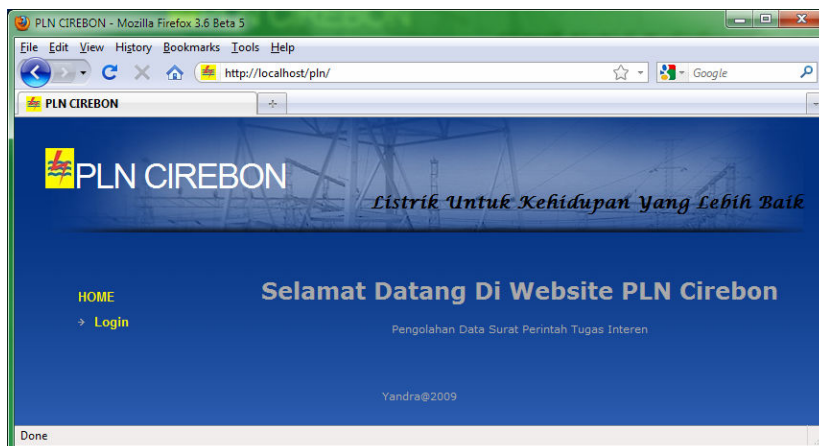 PLN CIREBON - Mozilla Firefox 3.6 Beta 5
File Edit View History Bookmarks Tools Help
http://localhost/pln/
Google
PLN CIREBON
PLN CIREBON
Listrik Untuk Kehidupan Yang Lebih Baik
HOME
Selamat Datang Di Website PLN Cirebon
Login
Pengolahan Data Surat Perintah Tugas Interen
Yandra@2009
Done